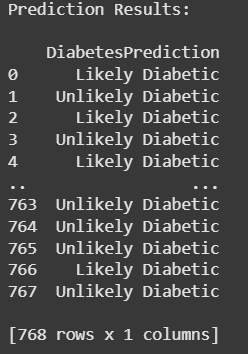 Prediction Results:
DiabetesPrediction
0 Likely Diabetic
1 Unlikely Diabetic
2 Likely Diabetic
3 Unlikely Diabetic
4 Likely Diabetic
.. ...
763 Unlikely Diabetic
764 Unlikely Diabetic
765 Unlikely Diabetic
766 Likely Diabetic
767 Unlikely Diabetic
[768 rows x 1 columns]